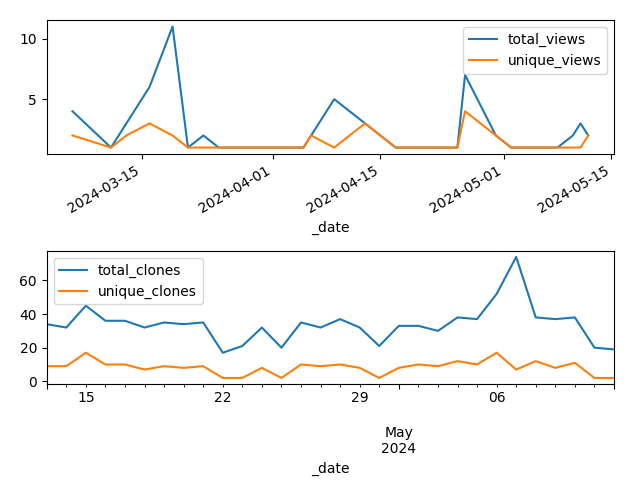 total_views
unique_views
10
5
2024-03-15
2024-04-01
2024-04-15
2024-05-01
2024-05-15
_date
total_clones
unique_clones
60
40
20
0
15
22
29
06
May
2024
_date